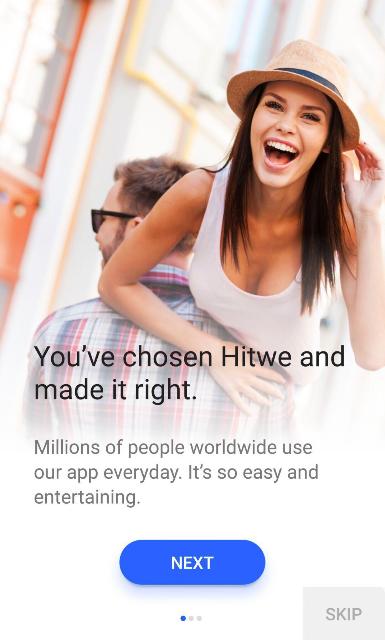 You've chosen Hitwe and
made it right.
Millions of people worldwide use
our app everyday. It's so easy and
entertaining.
NEXT
SKIP